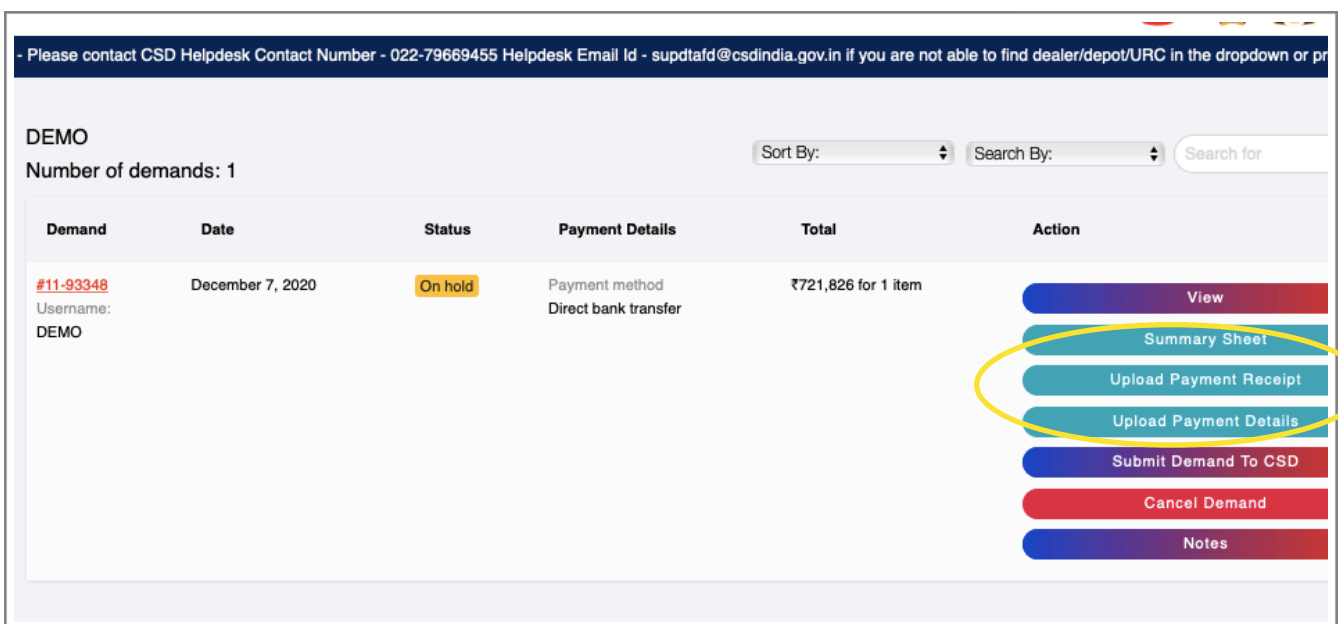 - Please contact CSD Helpdesk Contact Number - 022-79669455 Helpdesk Email Id - supdtafd@csdindia.gov.in if you are not able to find dealer/depot/URC in the dropdown or pr
DEMO
Number of demands: 1
Sort By:
Search By:
Search for
Demand Date Status Payment Details Total Action
#11-93348 December 7, 2020 On hold Payment method ₹721,826 for 1 item View
Username: Direct bank transfer
DEMO
Summary Sheet
Upload Payment Receipt
Upload Payment Details
Submit Demand To CSD
Cancel Demand
Notes